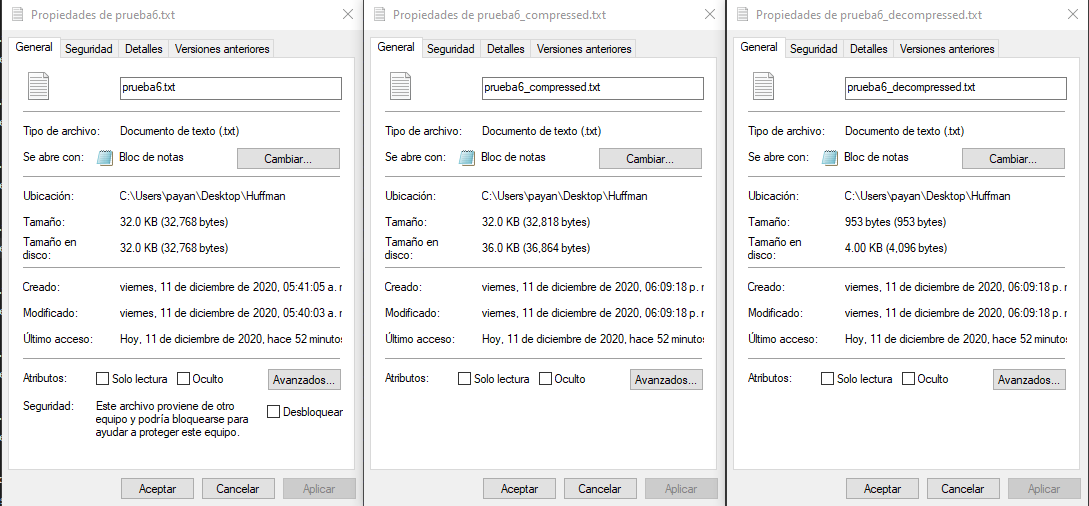 Propiedades de prueba6.txt
General Seguridad Detalles Versiones anteriores
prueba6.txt
Tipo de archivo: Documento de texto (.txt)
Se abre con: Bloc de notas Cambiar...
Ubicación: C:\Users\payan\Desktop\Huffman
Tamaño: 32.0 KB (32,768 bytes)
Tamaño en
disco: 32.0 KB (32,768 bytes)
Creado: viernes, 11 de diciembre de 2020, 05:41:05 a. r
Modificado: viernes, 11 de diciembre de 2020, 05:40:03 a. r
Último acceso: Hoy, 11 de diciembre de 2020, hace 52 minutos
Atributos: Solo lectura Oculto Avanzados...
Seguridad: Este archivo proviene de otro
equipo y podría bloquearse para
ayudar a proteger este equipo.
Desbloquear
Aceptar Cancelar Aplicar
Propiedades de prueba6_compressed.txt
General Seguridad Detalles Versiones anteriores
prueba6_compressed.txt
Tipo de archivo: Documento de texto (.txt)
Se abre con: Bloc de notas Cambiar...
Ubicación: C:\Users\payan\Desktop\Huffman
Tamaño: 32.0 KB (32,818 bytes)
Tamaño en
disco: 36.0 KB (36,864 bytes)
Creado: viernes, 11 de diciembre de 2020, 06:09:18 p. r
Modificado: viernes, 11 de diciembre de 2020, 06:09:18 p. r
Último acceso: Hoy, 11 de diciembre de 2020, hace 52 minutos
Atributos: Solo lectura Oculto Avanzados...
Aceptar Cancelar Aplicar
Propiedades de prueba6_decompressed.txt
General Seguridad Detalles Versiones anteriores
prueba6_decompressed.txt
Tipo de archivo: Documento de texto (.txt)
Se abre con: Bloc de notas Cambiar...
Ubicación: C:\Users\payan\Desktop\Huffman
Tamaño: 953 bytes (953 bytes)
Tamaño en
disco: 4.00 KB (4,096 bytes)
Creado: viernes, 11 de diciembre de 2020, 06:09:18 p. r
Modificado: viernes, 11 de diciembre de 2020, 06:09:18 p. r
Último acceso: Hoy, 11 de diciembre de 2020, hace 52 minutos
Atributos: Solo lectura Oculto Avanzados...
Aceptar Cancelar Aplicar